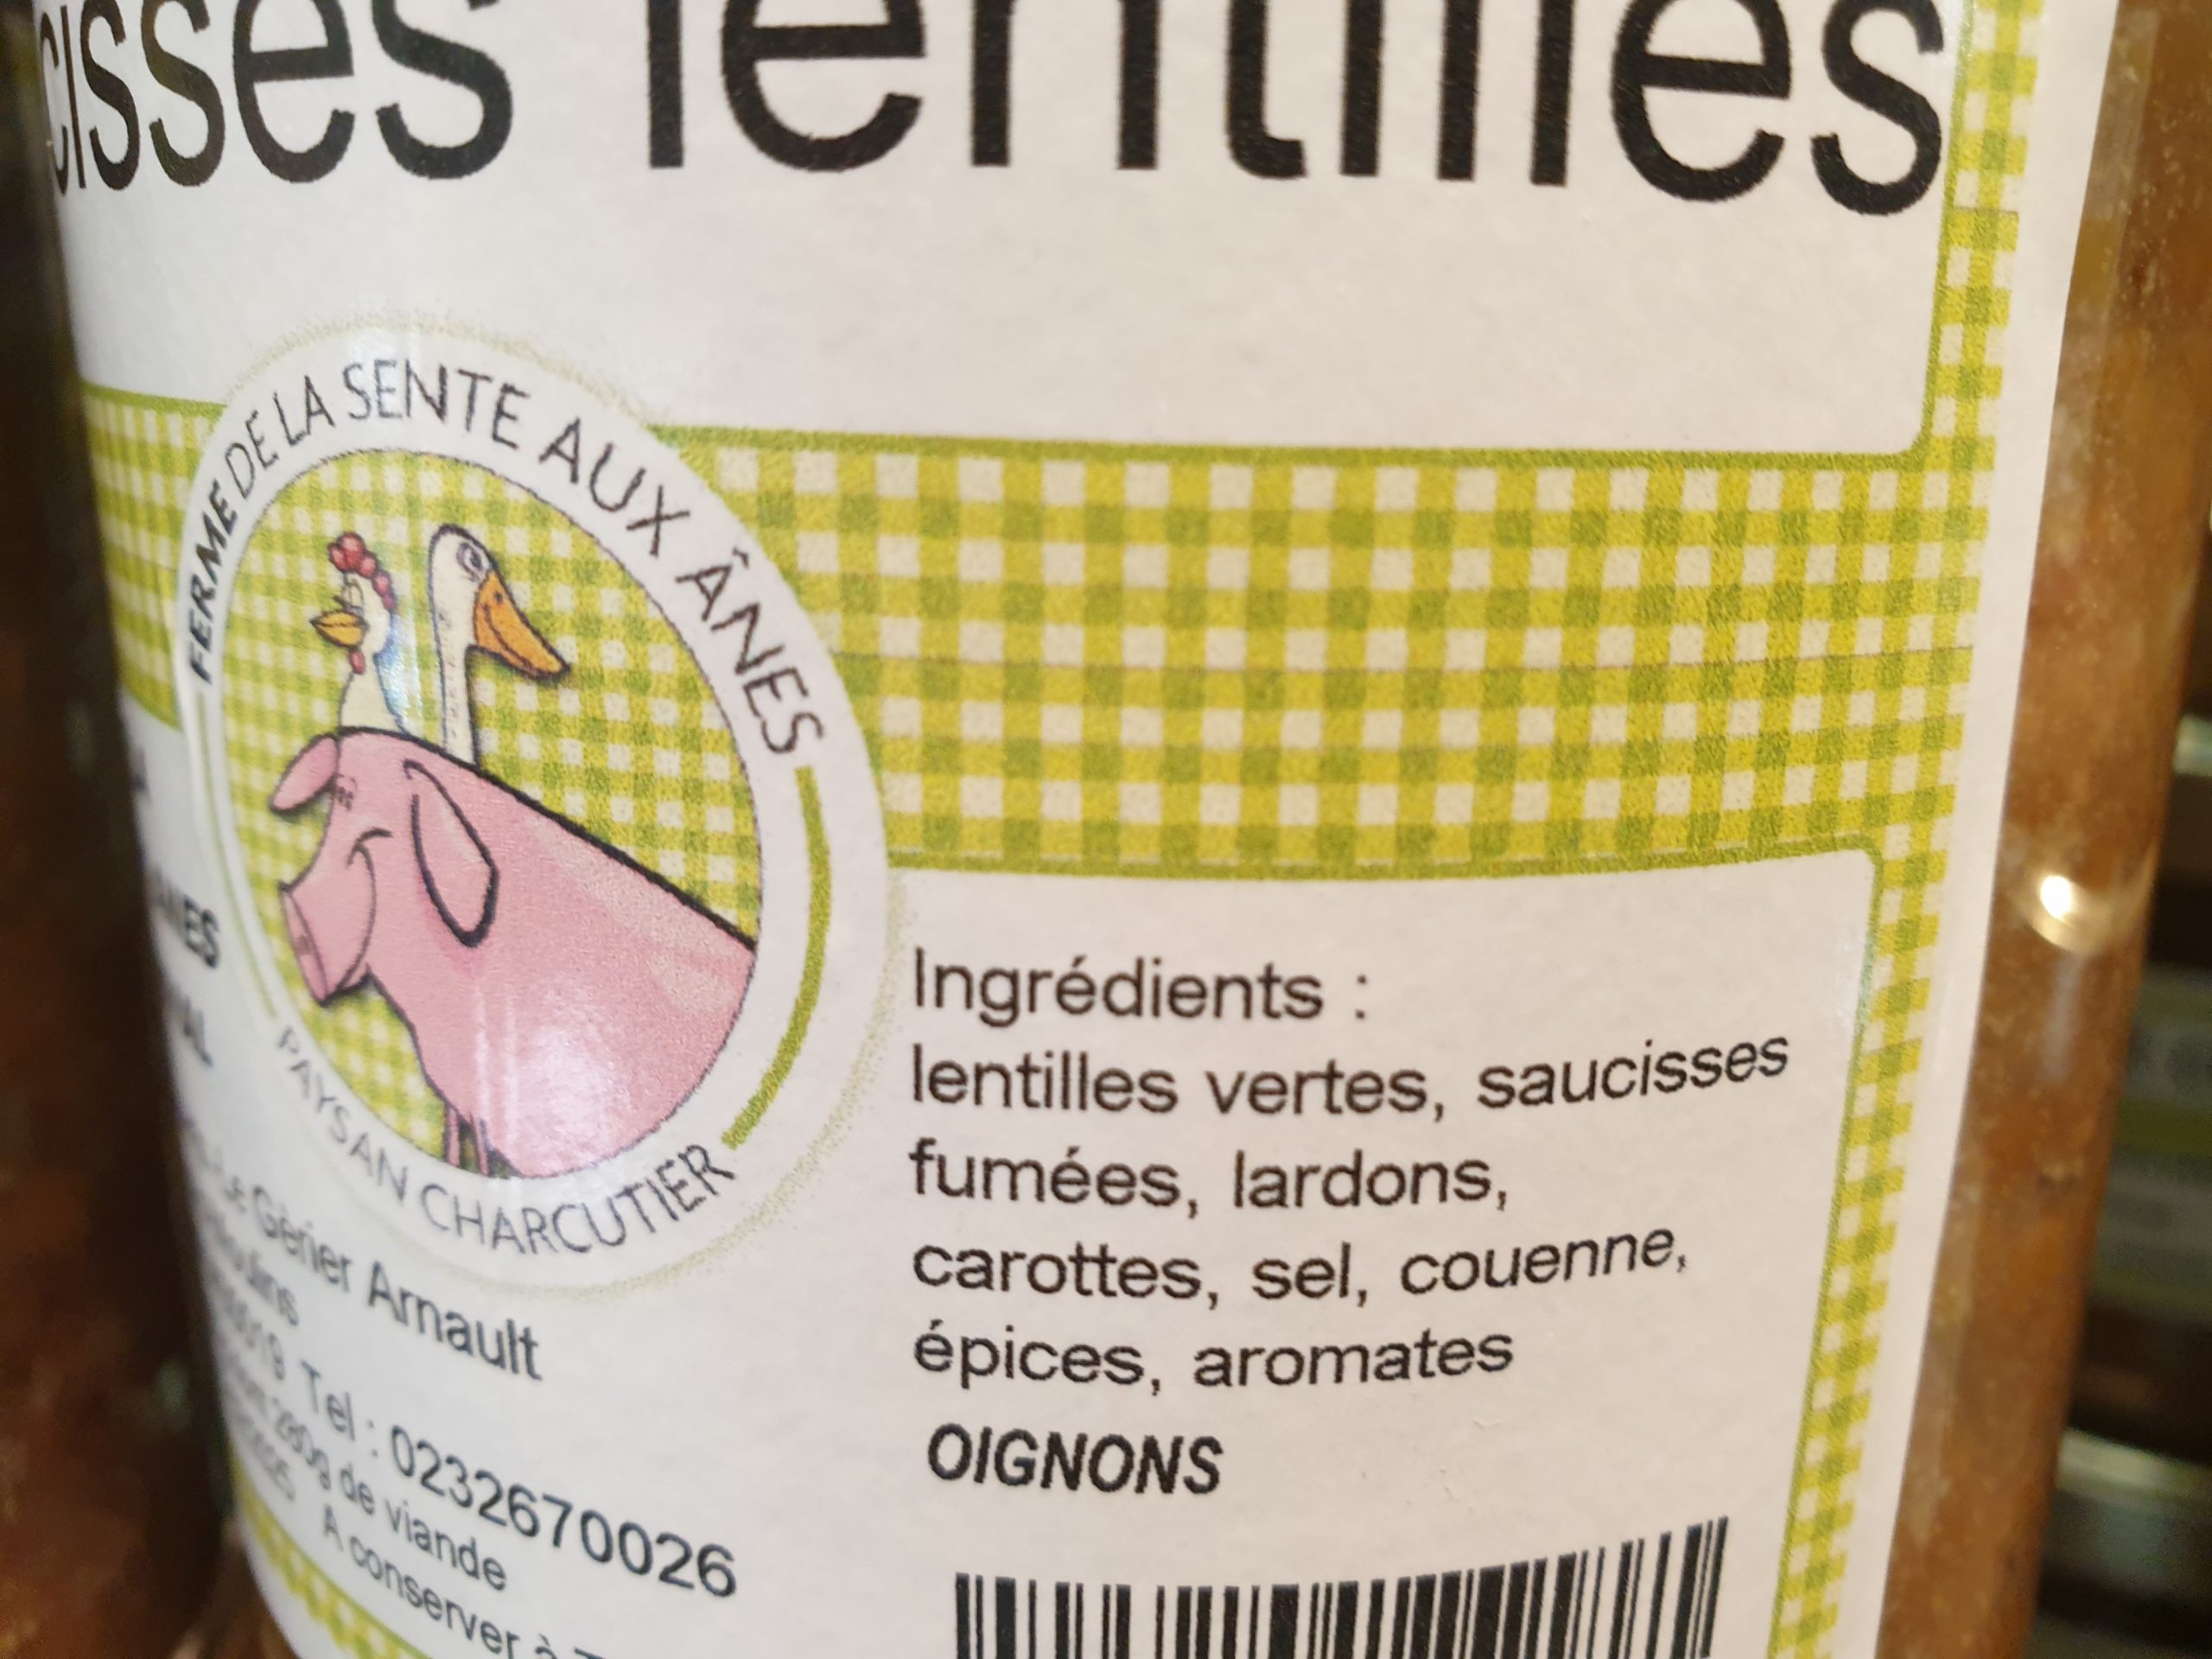 cisses lentilles
FERME DE LA SENTE AUX ÂNES
PAYSAN CHARCUTIER
Gérier Arnault
Tel : 0232670026
280g de viande
A conserver à
Ingrédients :
lentilles vertes, saucisses
fumées, lardons,
carottes, sel, couenne,
épices, aromates
OIGNONS